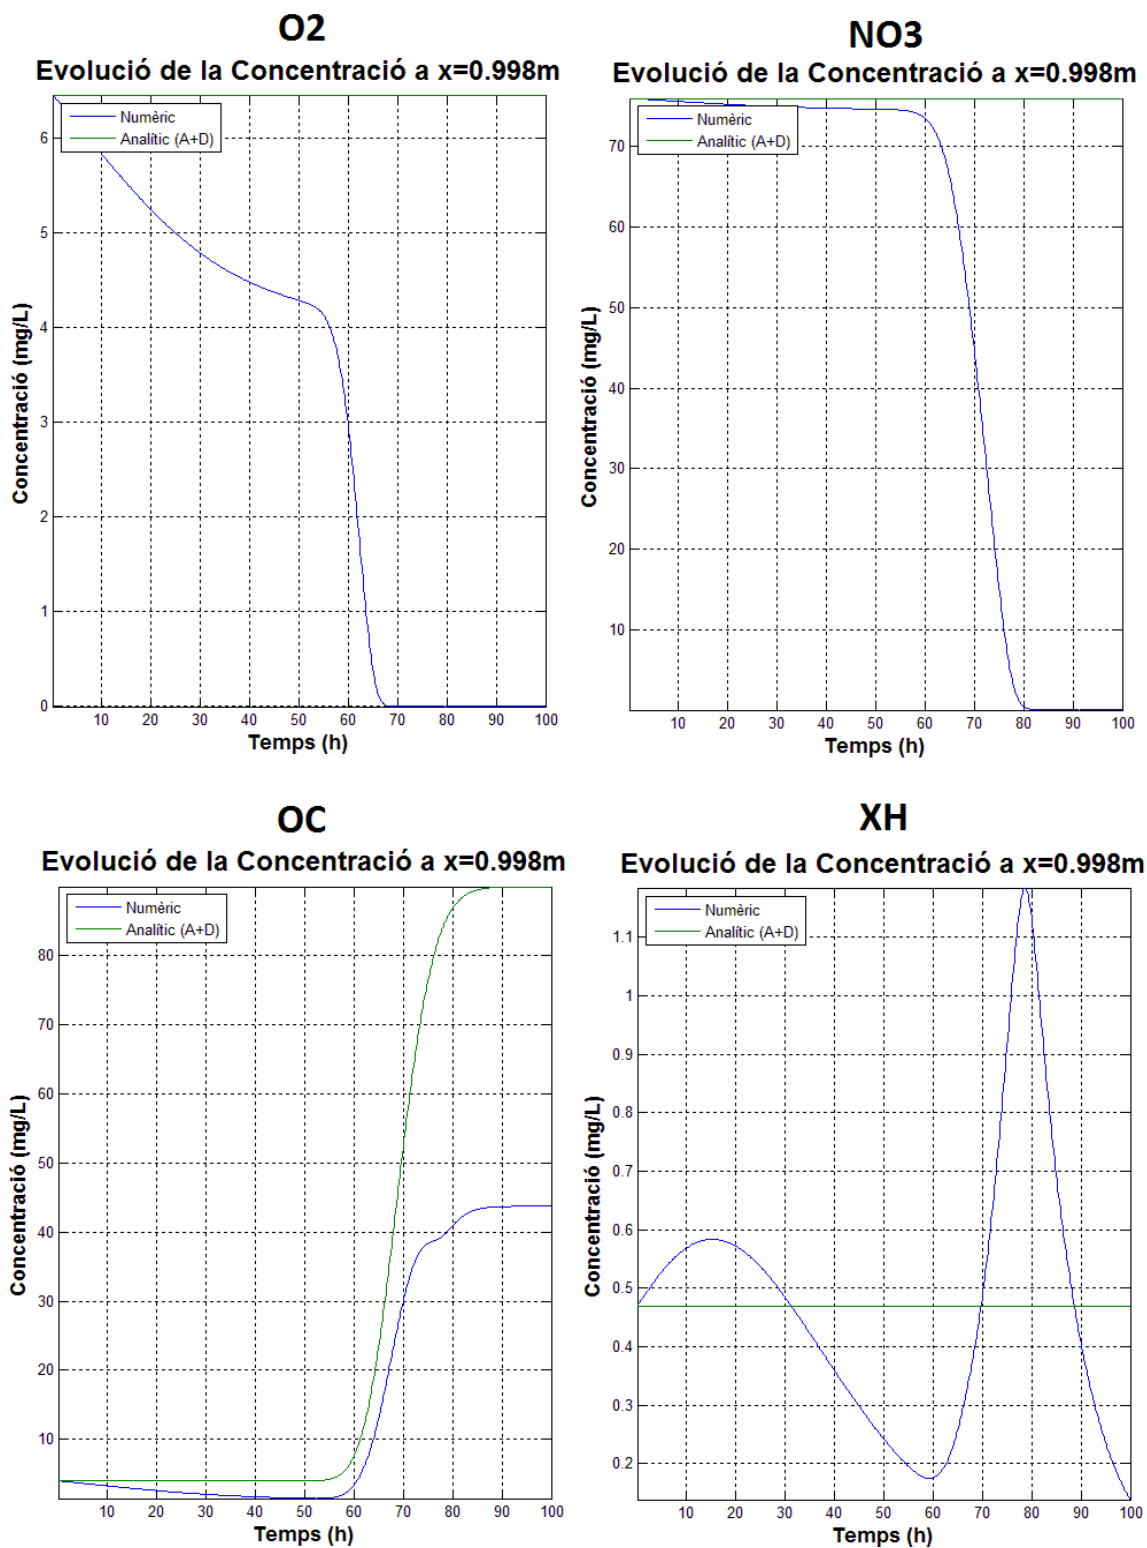 O2
Evolució de la Concentració a x=0.998m
Numèric
Analític (A+D)
Concentració (mg/L)
6
5
4
3
2
1
0
10 20 30 40 50 60 70 80 90 100
Temps (h)
NO3
Evolució de la Concentració a x=0.998m
Numèric
Analític (A+D)
Concentració (mg/L)
70
60
50
40
30
20
10
10 20 30 40 50 60 70 80 90 100
Temps (h)
OC
Evolució de la Concentració a x=0.998m
Numèric
Analític (A+D)
Concentració (mg/L)
80
70
60
50
40
30
20
10
10 20 30 40 50 60 70 80 90 100
Temps (h)
XH
Evolució de la Concentració a x=0.998m
Numèric
Analític (A+D)
Concentració (mg/L)
1.1
1
0.9
0.8
0.7
0.6
0.5
0.4
0.3
0.2
10 20 30 40 50 60 70 80 90 100
Temps (h)